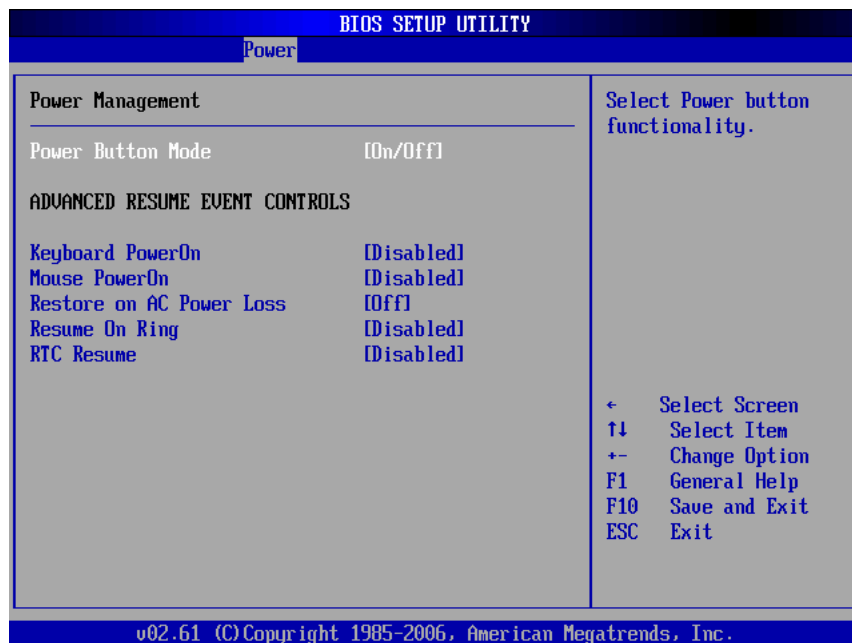 BIOS SETUP UTILITY
Power
Power Management
Power Button Mode [On/Off]
ADVANCED RESUME EVENT CONTROLS
Keyboard PowerOn [Disabled]
Mouse PowerOn [Disabled]
Restore on AC Power Loss [Off]
Resume On Ring [Disabled]
RTC Resume [Disabled]
Select Power button
functionality.
← Select Screen
↑↓ Select Item
+- Change Option
F1 General Help
F10 Save and Exit
ESC Exit
v02.61 (C)Copyright 1985-2006, American Megatrends, Inc.